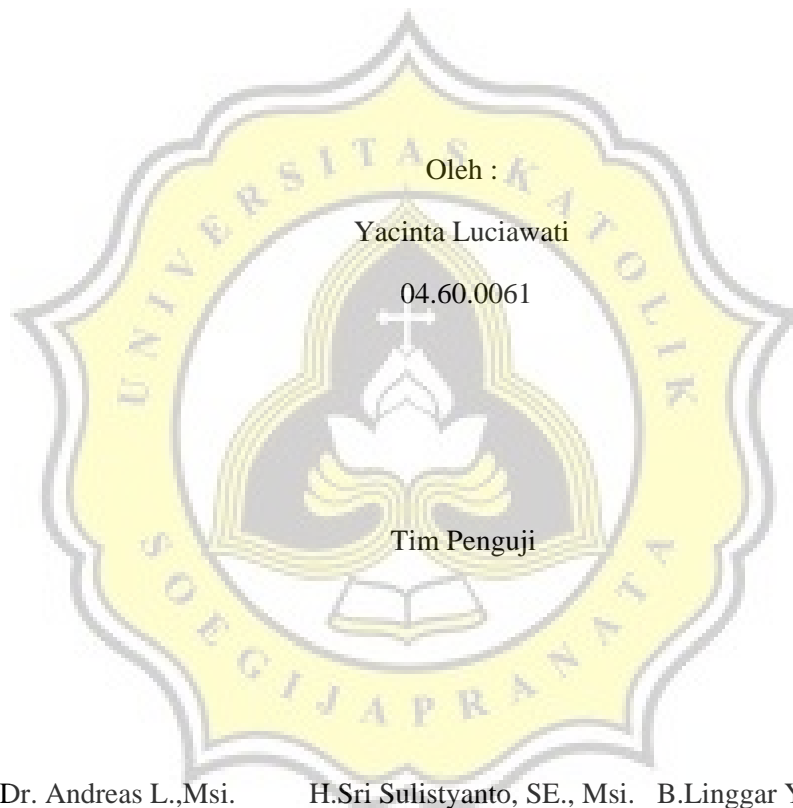 UNIVERSITAS KATOLIK
SOEGIJAPRANATA
Oleh :
Yacinta Luciawati
04.60.0061
Tim Penguji
Dr. Andreas L.,Msi. H.Sri Sulistyanto, SE., Msi. B.Linggar